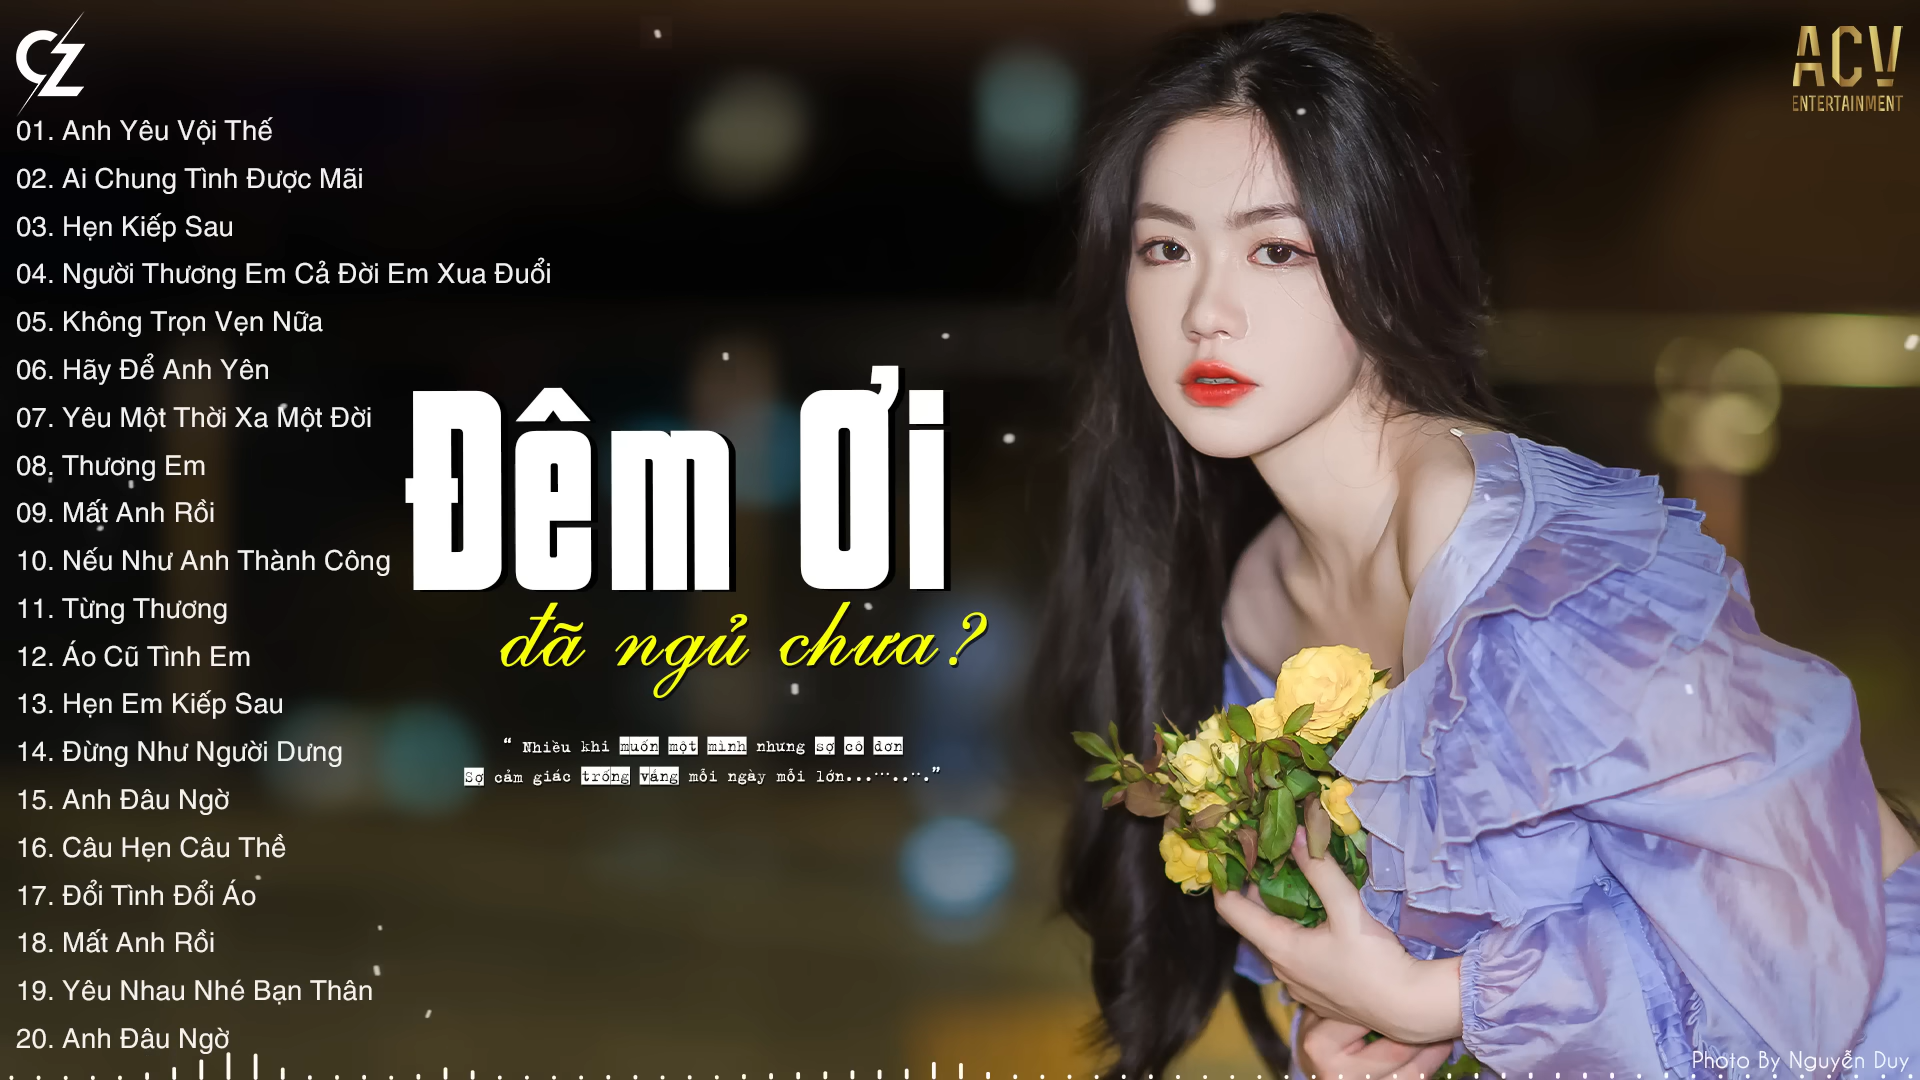 CZ
ACV
ENTERTAINMENT
01. Anh Yêu Vội Thế
02. Ai Chung Tình Được Mãi
03. Hẹn Kiếp Sau
04. Người Thương Em Cả Đời Em Xua Đuổi
05. Không Trọn Vẹn Nữa
06. Hãy Để Anh Yên
07. Yêu Một Thời Xa Một Đời
08. Thương Em
09. Mất Anh Rồi
10. Nếu Như Anh Thành Công
11. Từng Thương
12. Áo Cũ Tình Em
13. Hẹn Em Kiếp Sau
14. Đừng Như Người Dưng
15. Anh Đâu Ngờ
16. Câu Hẹn Câu Thề
17. Đổi Tình Đổi Áo
18. Mất Anh Rồi
19. Yêu Nhau Nhé Bạn Thân
20. Anh Đâu Ngờ
Đêm Ơi
đã ngủ chưa?
“ Nhiều khi muốn một mình nhưng sợ cô đơn
Sợ cảm giác trống vắng mỗi ngày mỗi lớn.........”
Photo By Nguyễn Duy